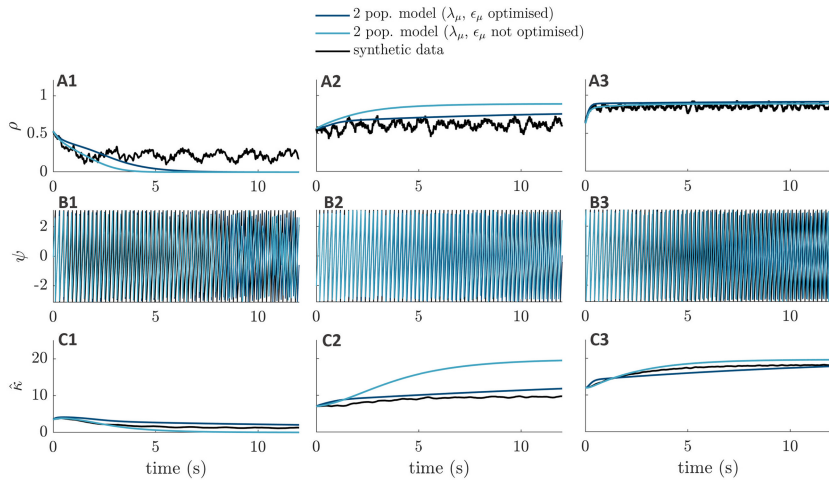 2 pop. model (λμ, ϵμ optimised)
2 pop. model (λμ, ϵμ not optimised)
synthetic data
A1 A2 A3
1
0.5
0
ρ
0 5 10 0 5 10 0 5 10
B1 B2 B3
2
0
-2
ψ
0 5 10 0 5 10 0 5 10
C1 C2 C3
20
10
0
κ̂
0 5 10 0 5 10 0 5 10
time (s) time (s) time (s)